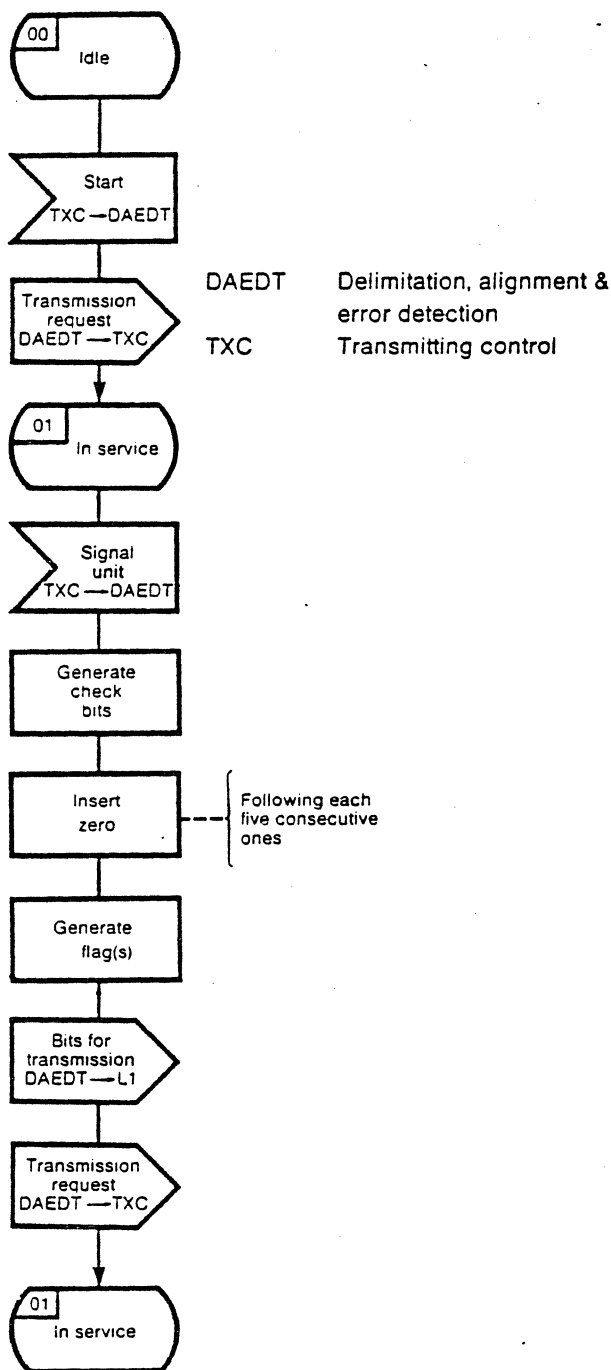 00
Idle
Start
TXC → DAEDT
Transmission
request
DAEDT → TXC
DAEDT Delimitation, alignment &
error detection
TXC Transmitting control
01
In service
Signal
unit
TXC → DAEDT
Generate
check
bits
Insert
zero
Following each
five consecutive
ones
Generate
flag(s)
Bits for
transmission
DAEDT → L1
Transmission
request
DAEDT → TXC
01
in service